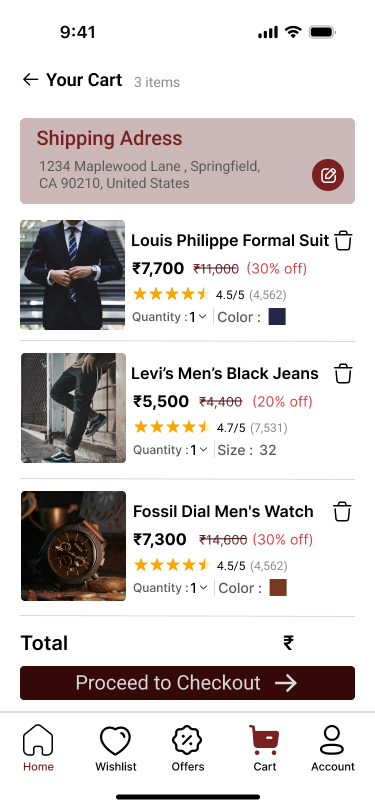 9:41
← Your Cart 3 items
Shipping Adress
1234 Maplewood Lane , Springfield,
CA 90210, United States
Louis Philippe Formal Suit
₹7,700 ₹11,000 (30% off)
4.5/5 (4,562)
Quantity : 1 Color :
Levi’s Men’s Black Jeans
₹5,500 ₹4,400 (20% off)
4.7/5 (7,531)
Quantity : 1 Size : 32
Fossil Dial Men's Watch
₹7,300 ₹14,600 (30% off)
4.5/5 (4,562)
Quantity : 1 Color :
Total ₹
Proceed to Checkout →
Home Wishlist Offers Cart Account